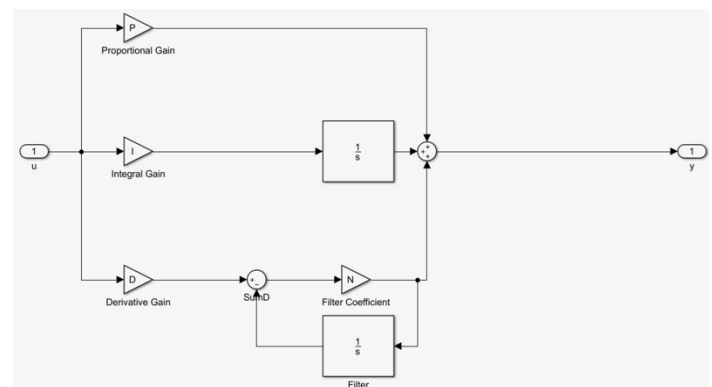 P
Proportional Gain
1
u
I
Integral Gain
1
s
+
+
+
1
y
D
Derivative Gain
+
−
SumD
N
Filter Coefficient
1
s
Filter